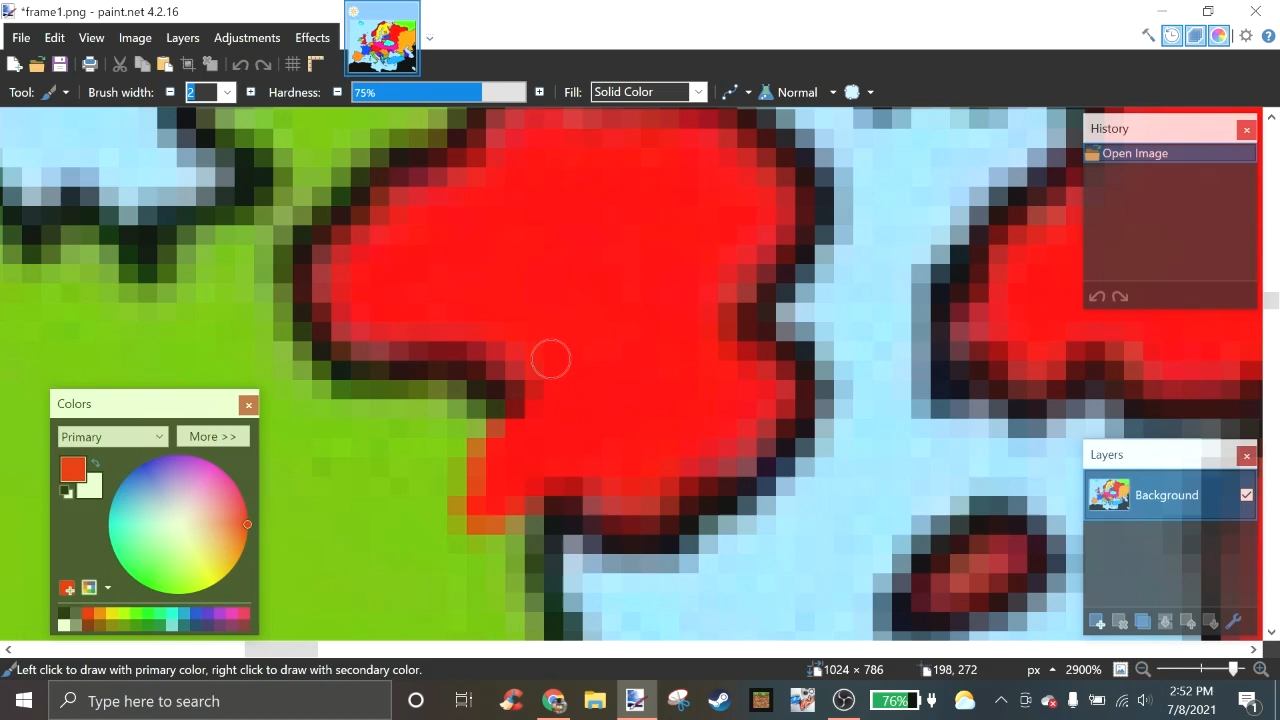 *frame1.png - paint.net 4.2.16
File Edit View Image Layers Adjustments Effects
Tool: Brush width: 2 Hardness: 75% Fill: Solid Color Normal
History
Open Image
Colors
Primary More >>
Layers
Background
Left click to draw with primary color, right click to draw with secondary color. 1024 × 786 198, 272 px 2900%
Type here to search 76% 2:52 PM
7/8/2021 1